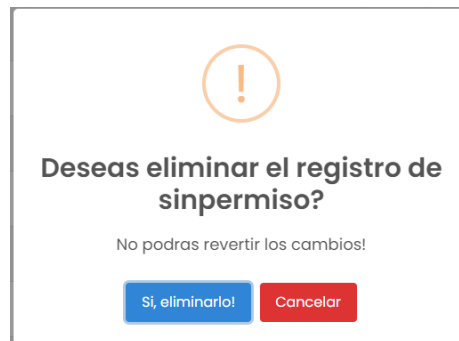 !
Deseas eliminar el registro de
sinpermiso?
No podras revertir los cambios!
Si, eliminarlo!
Cancelar